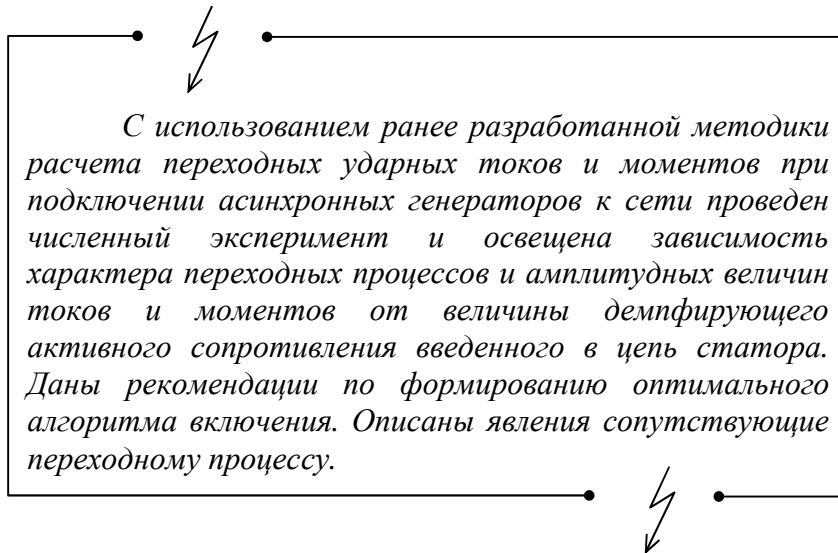 С использованием ранее разработанной методики
расчета переходных ударных токов и моментов при
подключении асинхронных генераторов к сети проведен
численный эксперимент и освещена зависимость
характера переходных процессов и амплитудных величин
токов и моментов от величины демпфирующего
активного сопротивления введенного в цепь статора.
Даны рекомендации по формированию оптимального
алгоритма включения. Описаны явления сопутствующие
переходному процессу.